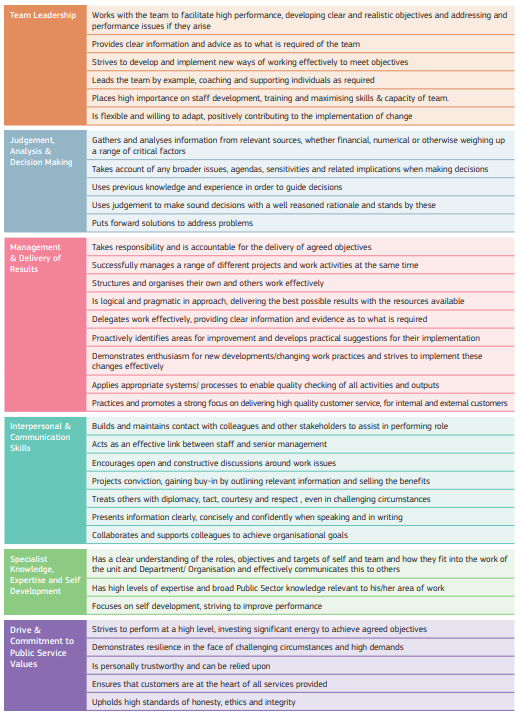 Team Leadership
Works with the team to facilitate high performance, developing clear and realistic objectives and addressing and
performance issues if they arise
Provides clear information and advice as to what is required of the team
Strives to develop and implement new ways of working effectively to meet objectives
Leads the team by example, coaching and supporting individuals as required
Places high importance on staff development, training and maximising skills & capacity of team.
Is flexible and willing to adapt, positively contributing to the implementation of change
Judgement,
Analysis &
Decision Making
Gathers and analyses information from relevant sources, whether financial, numerical or otherwise weighing up
a range of critical factors
Takes account of any broader issues, agendas, sensitivities and related implications when making decisions
Uses previous knowledge and experience in order to guide decisions
Uses judgement to make sound decisions with a well reasoned rationale and stands by these
Puts forward solutions to address problems
Management
& Delivery of
Results
Takes responsibility and is accountable for the delivery of agreed objectives
Successfully manages a range of different projects and work activities at the same time
Structures and organises their own and others work effectively
Is logical and pragmatic in approach, delivering the best possible results with the resources available
Delegates work effectively, providing clear information and evidence as to what is required
Proactively identifies areas for improvement and develops practical suggestions for their implementation
Demonstrates enthusiasm for new developments/changing work practices and strives to implement these
changes effectively
Applies appropriate systems/ processes to enable quality checking of all activities and outputs
Practices and promotes a strong focus on delivering high quality customer service, for internal and external customers
Interpersonal &
Communication
Skills
Builds and maintains contact with colleagues and other stakeholders to assist in performing role
Acts as an effective link between staff and senior management
Encourages open and constructive discussions around work issues
Projects conviction, gaining buy-in by outlining relevant information and selling the benefits
Treats others with diplomacy, tact, courtesy and respect , even in challenging circumstances
Presents information clearly, concisely and confidently when speaking and in writing
Collaborates and supports colleagues to achieve organisational goals
Specialist
Knowledge,
Expertise and Self
Development
Has a clear understanding of the roles, objectives and targets of self and team and how they fit into the work of
the unit and Department/ Organisation and effectively communicates this to others
Has high levels of expertise and broad Public Sector knowledge relevant to his/her area of work
Focuses on self development, striving to improve performance
Drive &
Commitment to
Public Service
Values
Strives to perform at a high level, investing significant energy to achieve agreed objectives
Demonstrates resilience in the face of challenging circumstances and high demands
Is personally trustworthy and can be relied upon
Ensures that customers are at the heart of all services provided
Upholds high standards of honesty, ethics and integrity